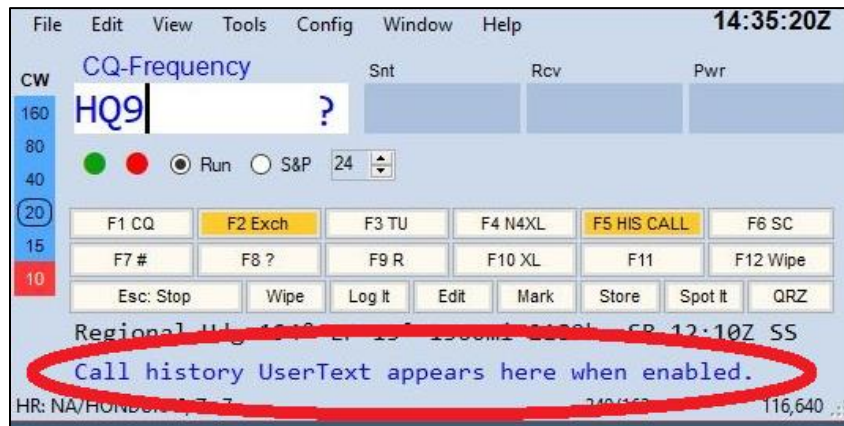 File Edit View Tools Config Window Help 14:35:20Z
CW CQ-Frequency Snt Rcv Pwr
160 HQ9 ?
80
40 Run S&P 24
20 F1 CQ F2 Exch F3 TU F4 N4XL F5 HIS CALL F6 SC
15 F7 # F8 ? F9 R F10 XL F11 F12 Wipe
10 Esc: Stop Wipe Log It Edit Mark Store Spot It QRZ
Regional 12:10Z SS
Call history UserText appears here when enabled.
HR: 116,640